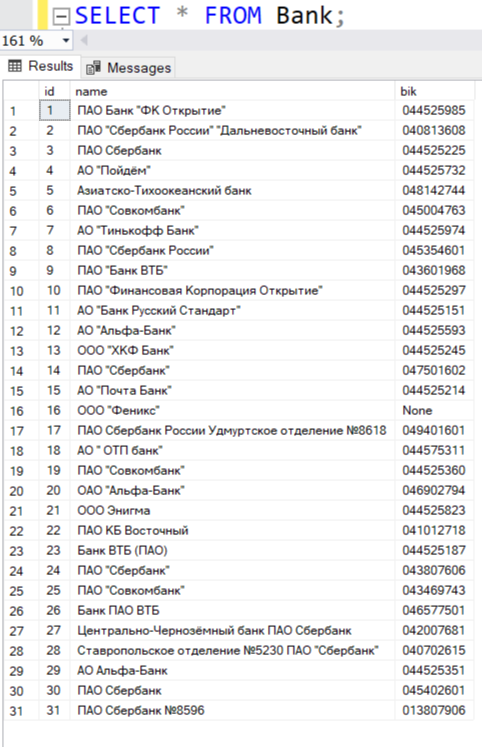 SELECT * FROM Bank;
161 %
Results Messages
id name bik
1 1 ПАО Банк "ФК Открытие" 044525985
2 2 ПАО "Сбербанк России" "Дальневосточный банк" 040813608
3 3 ПАО Сбербанк 044525225
4 4 АО "Пойдём" 044525732
5 5 Азиатско-Тихоокеанский банк 048142744
6 6 ПАО "Совкомбанк" 045004763
7 7 АО "Тинькофф Банк" 044525974
8 8 ПАО "Сбербанк России" 045354601
9 9 ПАО "Банк ВТБ" 043601968
10 10 ПАО "Финансовая Корпорация Открытие" 044525297
11 11 АО "Банк Русский Стандарт" 044525151
12 12 АО "Альфа-Банк" 044525593
13 13 ООО "ХКФ Банк" 044525245
14 14 ПАО "Сбербанк" 047501602
15 15 АО "Почта Банк" 044525214
16 16 ООО "Феникс" None
17 17 ПАО Сбербанк России Удмуртское отделение №8618 049401601
18 18 АО " ОТП банк" 044575311
19 19 ПАО "Совкомбанк" 044525360
20 20 ОАО "Альфа-Банк" 046902794
21 21 ООО Энигма 044525823
22 22 ПАО КБ Восточный 041012718
23 23 Банк ВТБ (ПАО) 044525187
24 24 ПАО "Сбербанк" 043807606
25 25 ПАО "Совкомбанк" 043469743
26 26 Банк ПАО ВТБ 046577501
27 27 Центрально-Чернозёмный банк ПАО Сбербанк 042007681
28 28 Ставропольское отделение №5230 ПАО "Сбербанк" 040702615
29 29 АО Альфа-Банк 044525351
30 30 ПАО Сбербанк 045402601
31 31 ПАО Сбербанк №8596 013807906